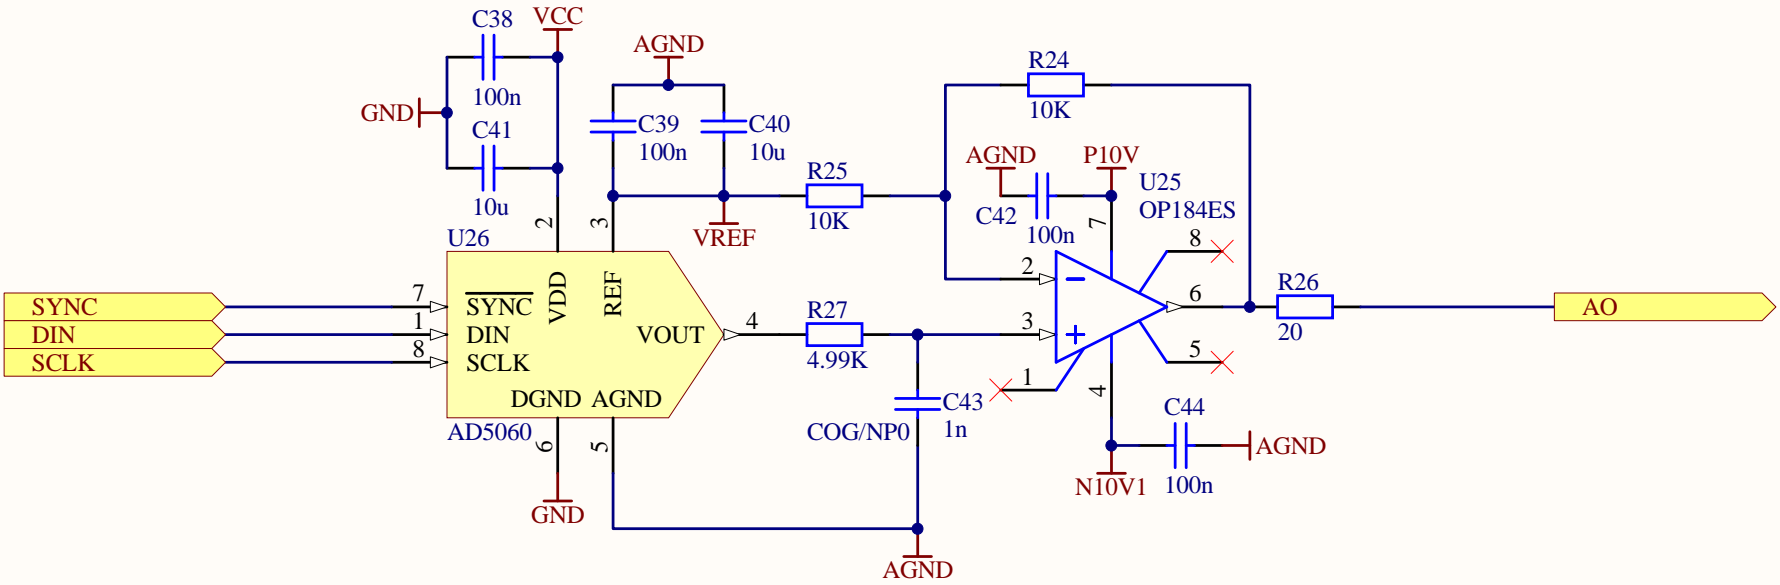 C38
VCC
100n
GND
C41
10u
AGND
C39
100n
C40
10u
R24
10K
R25
10K
VREF
AGND
P10V
C42
100n
U25
OP184ES
2
3
7
8
U26
SYNC
DIN
SCLK
7
1
8
SYNC
DIN
SCLK
VDD
REF
VOUT
DGND
AGND
AD5060
4
6
5
GND
R27
4.99K
2
3
1
6
5
4
R26
20
AO
C43
1n
COG/NP0
C44
100n
AGND
N10V1
AGND